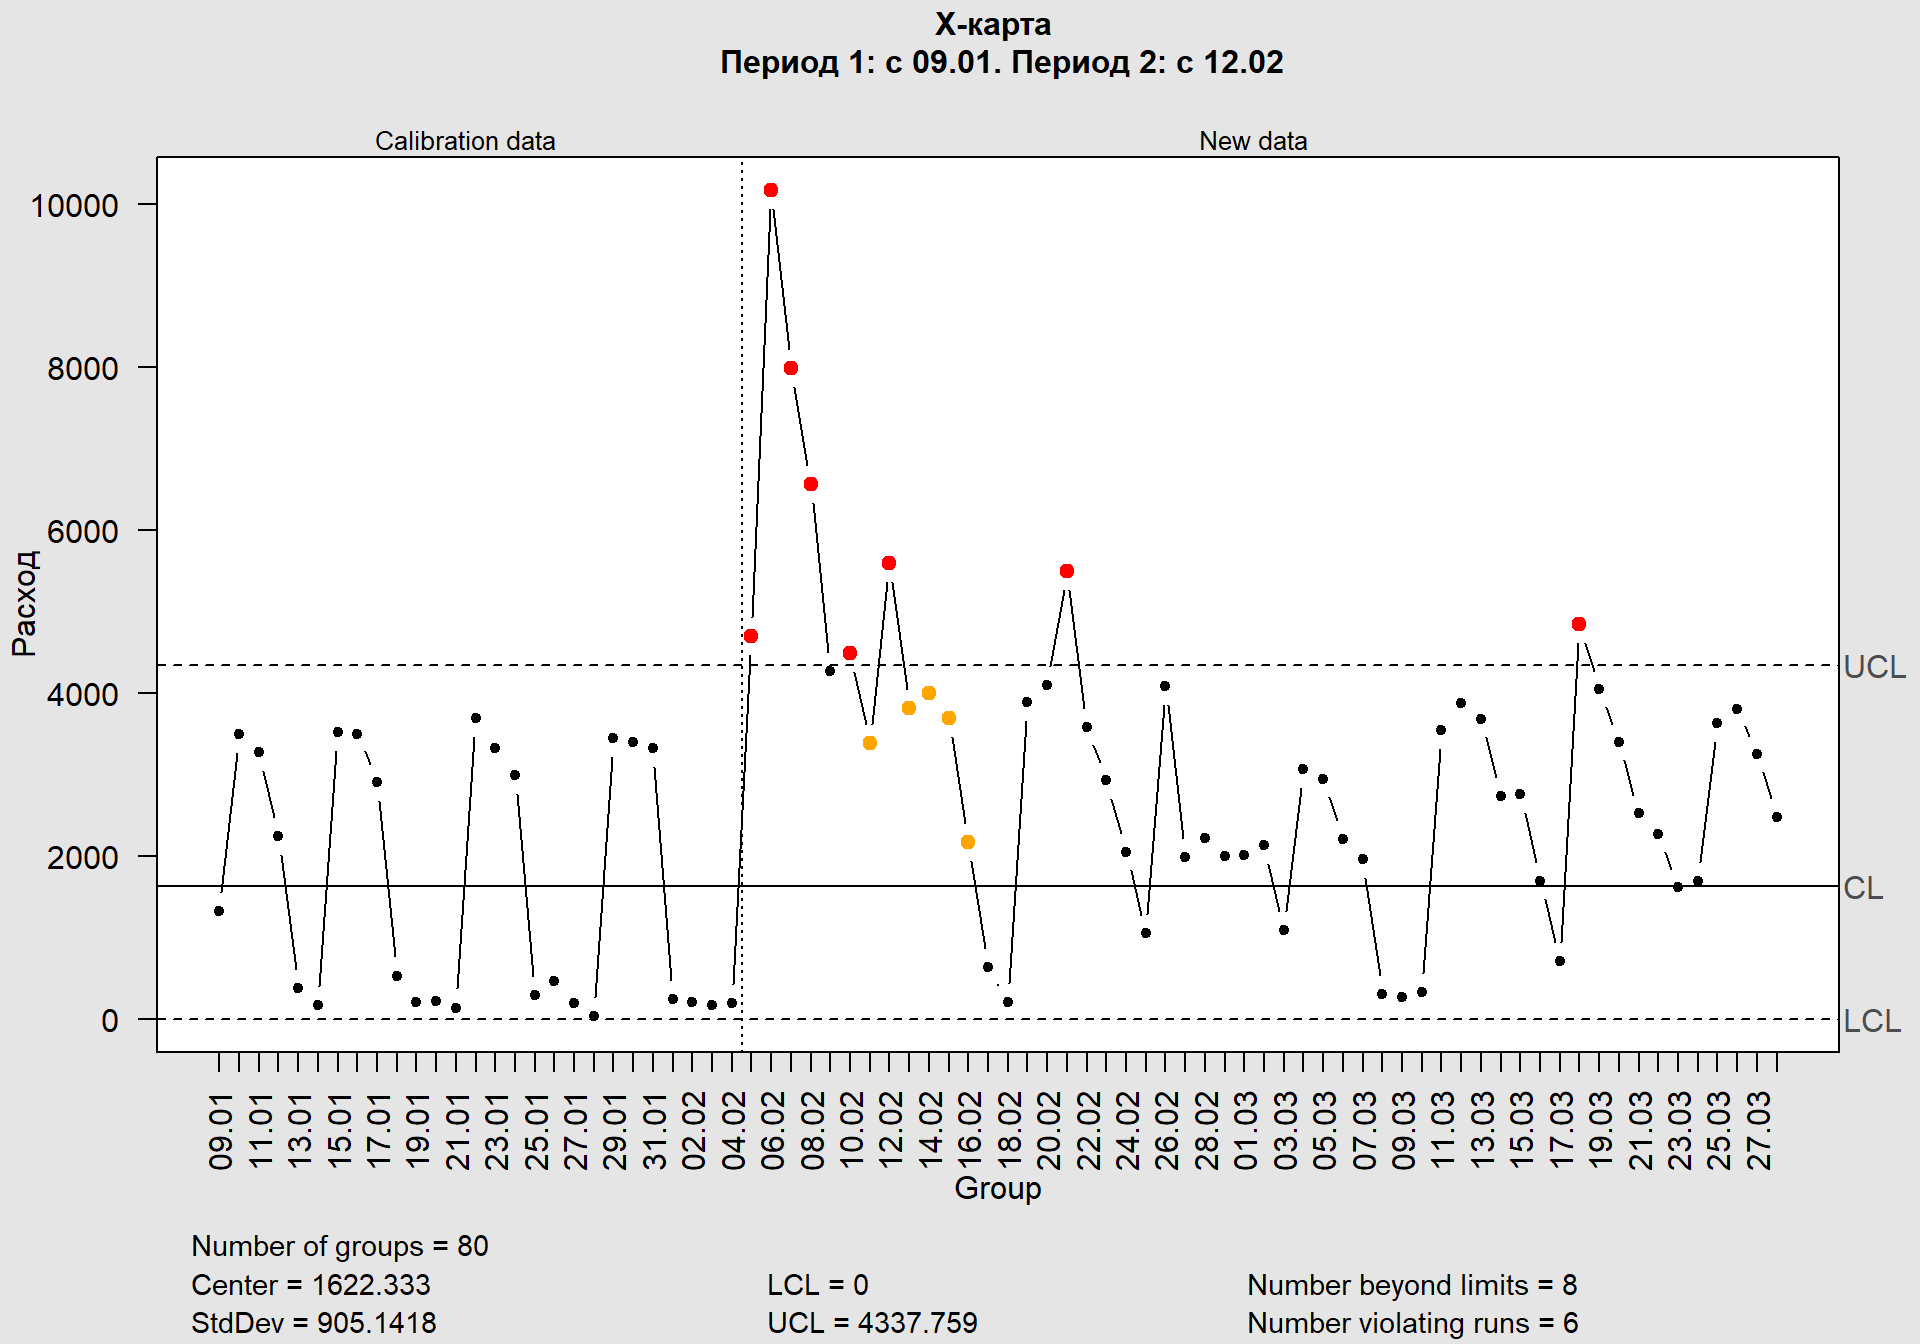 X-карта
Период 1: с 09.01. Период 2: с 12.02
Calibration data
New data
10000
8000
6000
4000
2000
0
Расход
UCL
CL
LCL
09.01
11.01
13.01
15.01
17.01
19.01
21.01
23.01
25.01
27.01
29.01
31.01
02.02
04.02
06.02
08.02
10.02
12.02
14.02
16.02
18.02
20.02
22.02
24.02
26.02
28.02
01.03
03.03
05.03
07.03
09.03
11.03
13.03
15.03
17.03
19.03
21.03
23.03
25.03
27.03
Group
Number of groups = 80
Center = 1622.333
StdDev = 905.1418
LCL = 0
UCL = 4337.759
Number beyond limits = 8
Number violating runs = 6